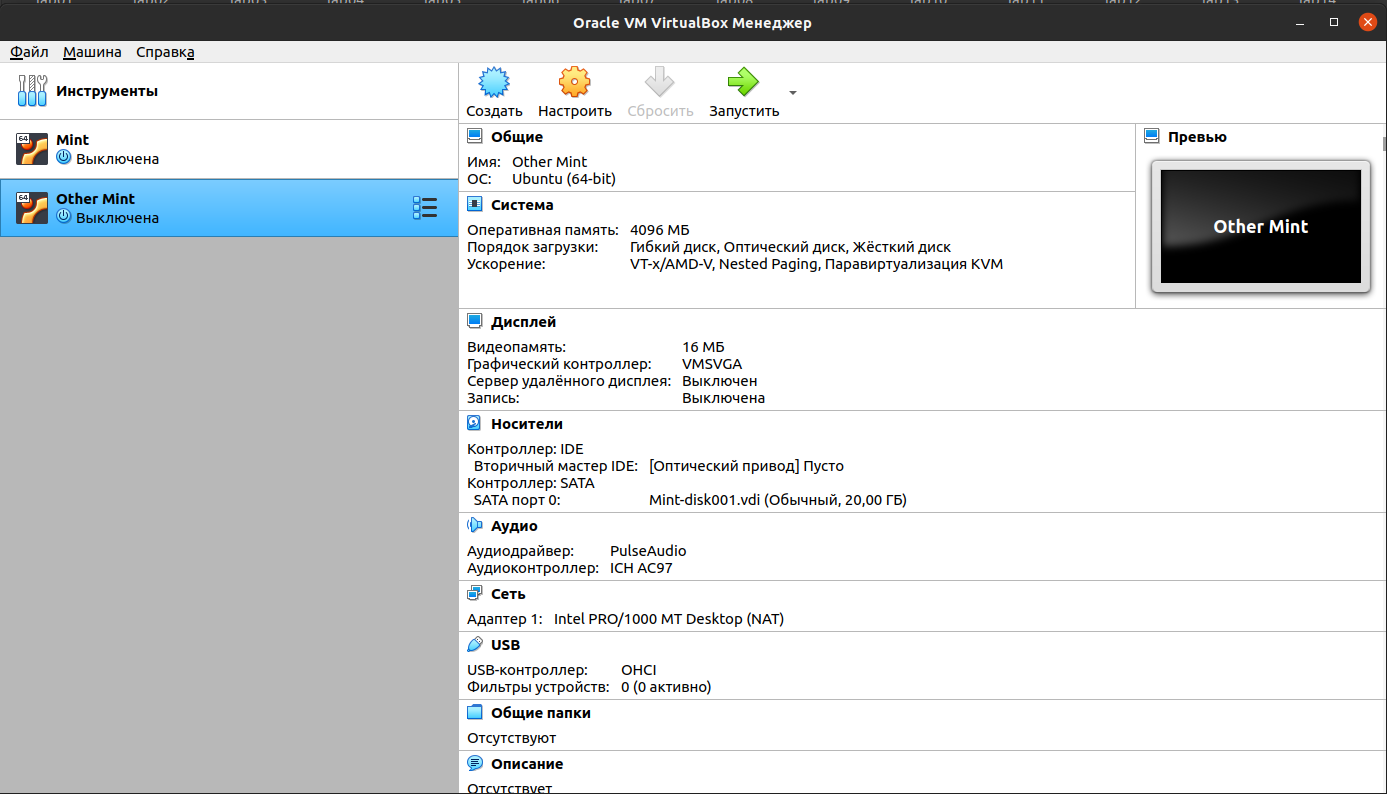 Oracle VM VirtualBox Менеджер
Файл Машина Справка
Инструменты
64
Mint
Выключена
64
Other Mint
Выключена
Создать Настроить Сбросить Запустить
Общие
Имя: Other Mint
ОС: Ubuntu (64-bit)
Система
Оперативная память: 4096 МБ
Порядок загрузки: Гибкий диск, Оптический диск, Жёсткий диск
Ускорение: VT-x/AMD-V, Nested Paging, Паравиртуализация KVM
Превью
Other Mint
Дисплей
Видеопамять: 16 МБ
Графический контроллер: VMSVGA
Сервер удалённого дисплея: Выключен
Запись: Выключена
Носители
Контроллер: IDE
Вторичный мастер IDE: [Оптический привод] Пусто
Контроллер: SATA
SATA порт 0: Mint-disk001.vdi (Обычный, 20,00 ГБ)
Аудио
Аудиодрайвер: PulseAudio
Аудиоконтроллер: ICH AC97
Сеть
Адаптер 1: Intel PRO/1000 MT Desktop (NAT)
USB
USB-контроллер: OHCI
Фильтры устройств: 0 (0 активно)
Общие папки
Отсутствуют
Описание
Отсутствует